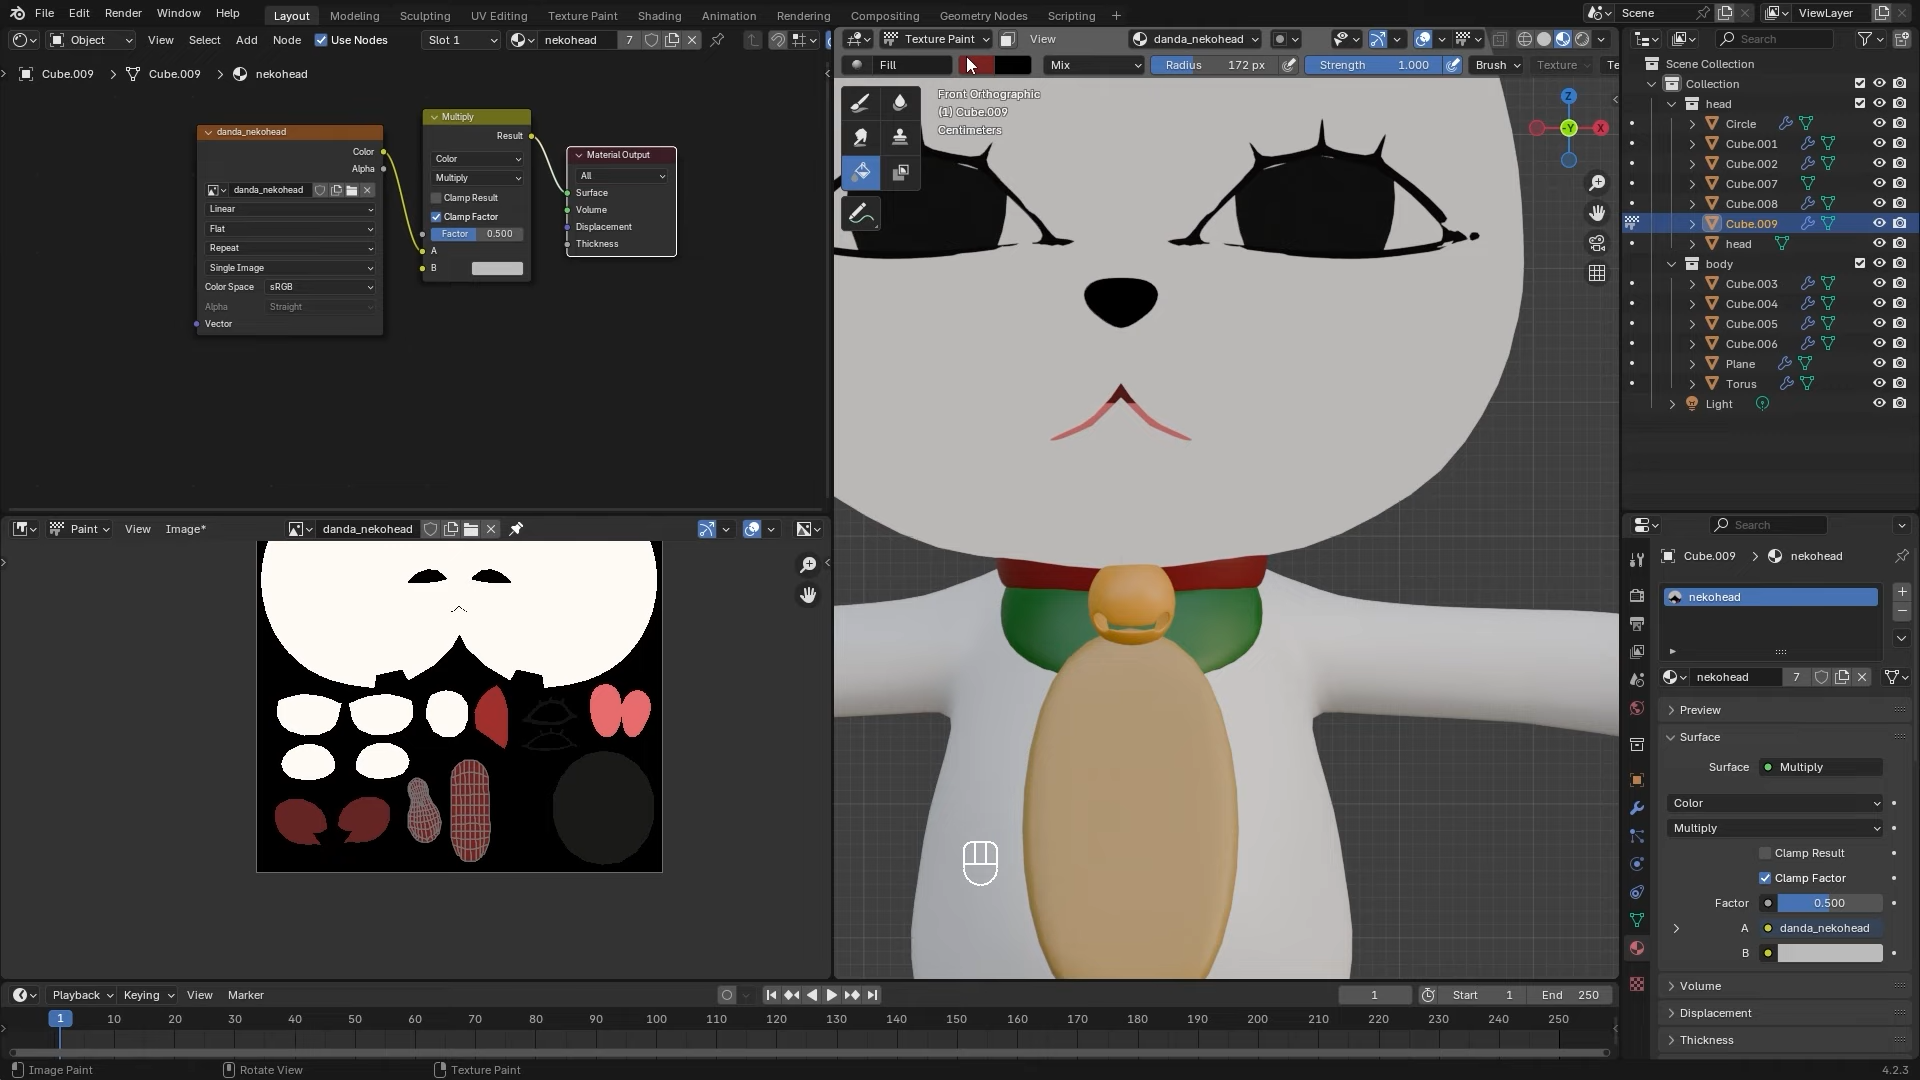 File Edit Render Window Help Layout Modeling Sculpting UV Editing Texture Paint Shading Animation Rendering Compositing Geometry Nodes Scripting + Scene ViewLayer
Object View Select Add Node Use Nodes Slot 1 nekohead 7
Texture Paint View danda_nekohead
Search
Cube.009 > Cube.009 > nekohead
Fill Mix Radius 172 px Strength 1.000 Brush Texture Te
Front Orthographic
(1) Cube.009
Centimeters
Z
-Y
X
danda_nekohead
Color
Alpha
danda_nekohead
Linear
Flat
Repeat
Single Image
Color Space sRGB
Alpha Straight
Vector
Multiply
Result
Color
Multiply
Clamp Result
Clamp Factor
Factor 0.500
A
B
Material Output
All
Surface
Volume
Displacement
Thickness
Scene Collection
Collection
head
Circle
Cube.001
Cube.002
Cube.007
Cube.008
Cube.009
head
body
Cube.003
Cube.004
Cube.005
Cube.006
Plane
Torus
Light
Paint View Image* danda_nekohead
Search
Cube.009 > nekohead
nekohead
nekohead 7
Preview
Surface
Surface Multiply
Color
Multiply
Clamp Result
Clamp Factor
Factor 0.500
A danda_nekohead
B
Volume
Displacement
Thickness
Playback Keying View Marker 1 Start 1 End 250
1 10 20 30 40 50 60 70 80 90 100 110 120 130 140 150 160 170 180 190 200 210 220 230 240 250
Image Paint Rotate View Texture Paint 4.2.3